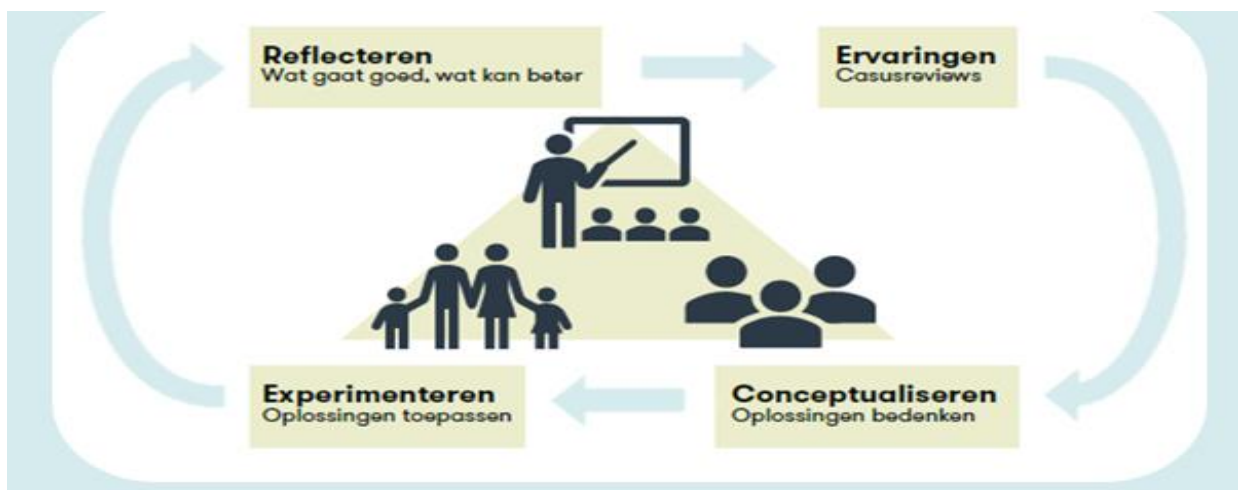 Reflecteren
Wat gaat goed, wat kan beter
Ervaringen
Casusreviews
Experimenteren
Oplossingen toepassen
Conceptualiseren
Oplossingen bedenken